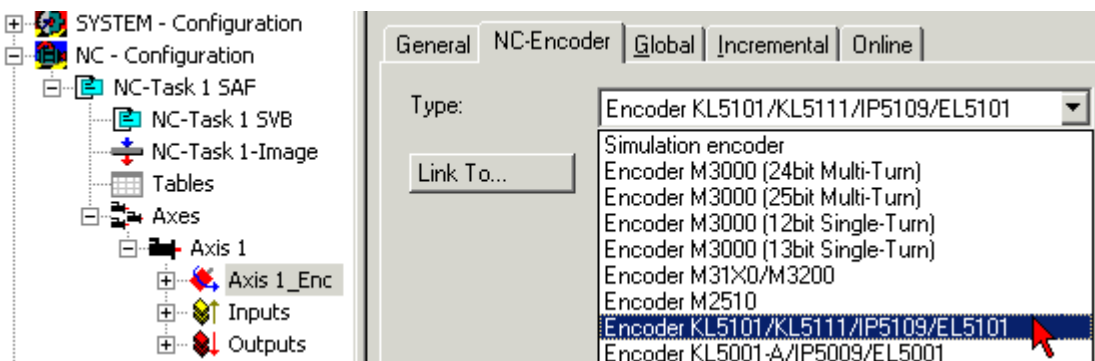 SYSTEM - Configuration
NC - Configuration
NC-Task 1 SAF
NC-Task 1 SVB
NC-Task 1-Image
Tables
Axes
Axis 1
Axis 1_Enc
Inputs
Outputs
General NC-Encoder Global Incremental Online
Type: Encoder KL5101/KL5111/IP5109/EL5101
Link To...
Simulation encoder
Encoder M3000 (24bit Multi-Turn)
Encoder M3000 (25bit Multi-Turn)
Encoder M3000 (12bit Single-Turn)
Encoder M3000 (13bit Single-Turn)
Encoder M31X0/M3200
Encoder M2510
Encoder KL5101/KL5111/IP5109/EL5101
Encoder KL5001-A/IP5009/EL5001